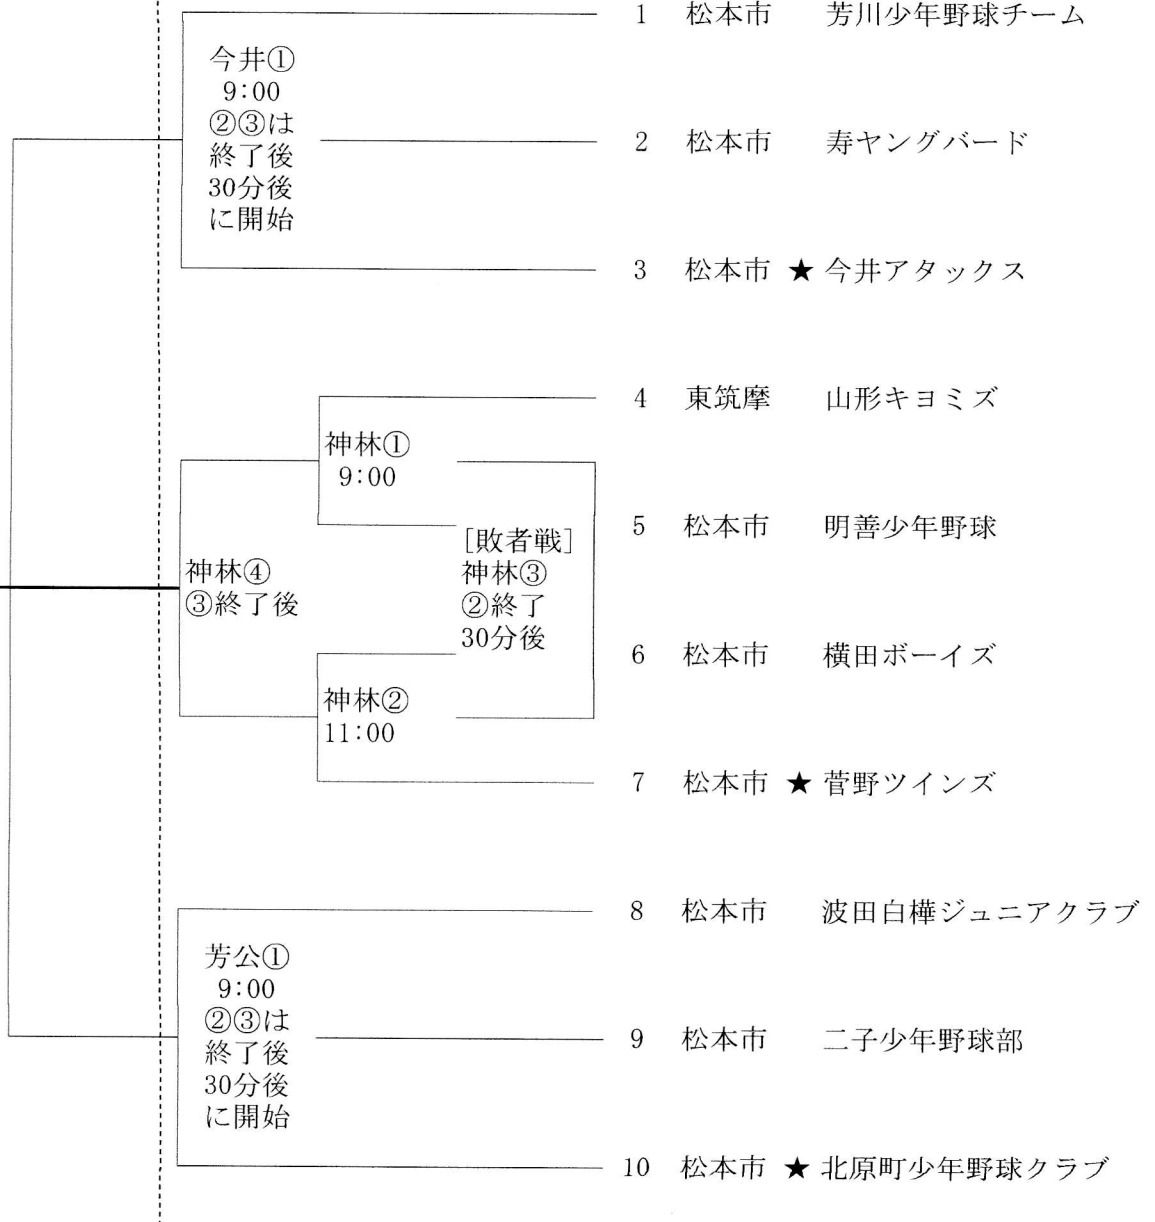 1 松本市 芳川少年野球チーム
今井①
9:00
②③は
終了後
30分後
に開始
2 松本市 寿ヤングバード
3 松本市 ★ 今井アタックス
4 東筑摩 山形キヨミズ
神林①
9:00
5 松本市 明善少年野球
[敗者戦]
神林③
②終了
30分後
神林④
③終了後
6 松本市 横田ボーイズ
神林②
11:00
7 松本市 ★ 菅野ツインズ
8 松本市 波田白樺ジュニアクラブ
芳公①
9:00
②③は
終了後
30分後
に開始
9 松本市 二子少年野球部
10 松本市 ★ 北原町少年野球クラブ